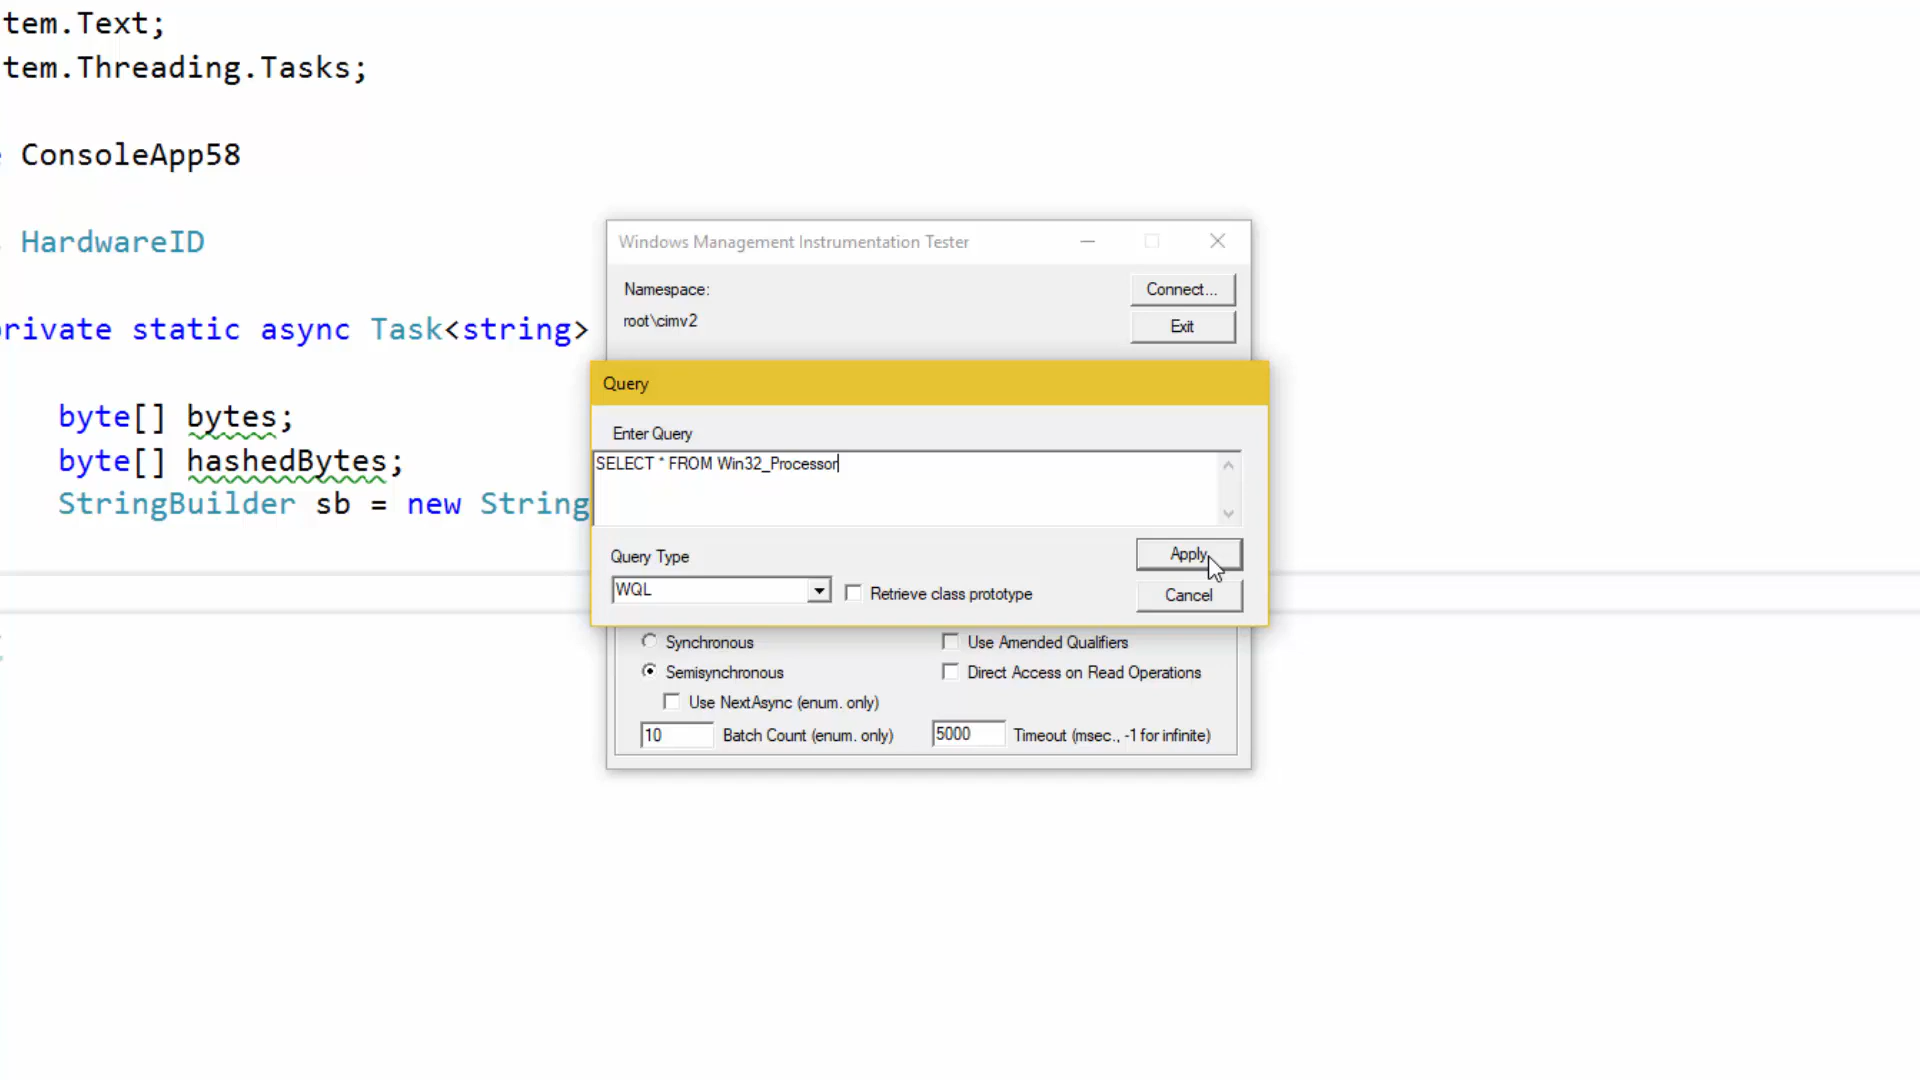 tem.Text;
tem.Threading.Tasks;
ConsoleApp58
HardwareID
rivate static async Task<string>
byte[] bytes;
byte[] hashedBytes;
StringBuilder sb = new String
Windows Management Instrumentation Tester
Namespace:
root\cimv2
Connect...
Exit
Query
Enter Query
SELECT * FROM Win32_Processor
Query Type
WQL
Retrieve class prototype
Apply
Cancel
Synchronous
Use Amended Qualifiers
Semisynchronous
Direct Access on Read Operations
Use NextAsync (enum. only)
10
Batch Count (enum. only)
5000
Timeout (msec., -1 for infinite)